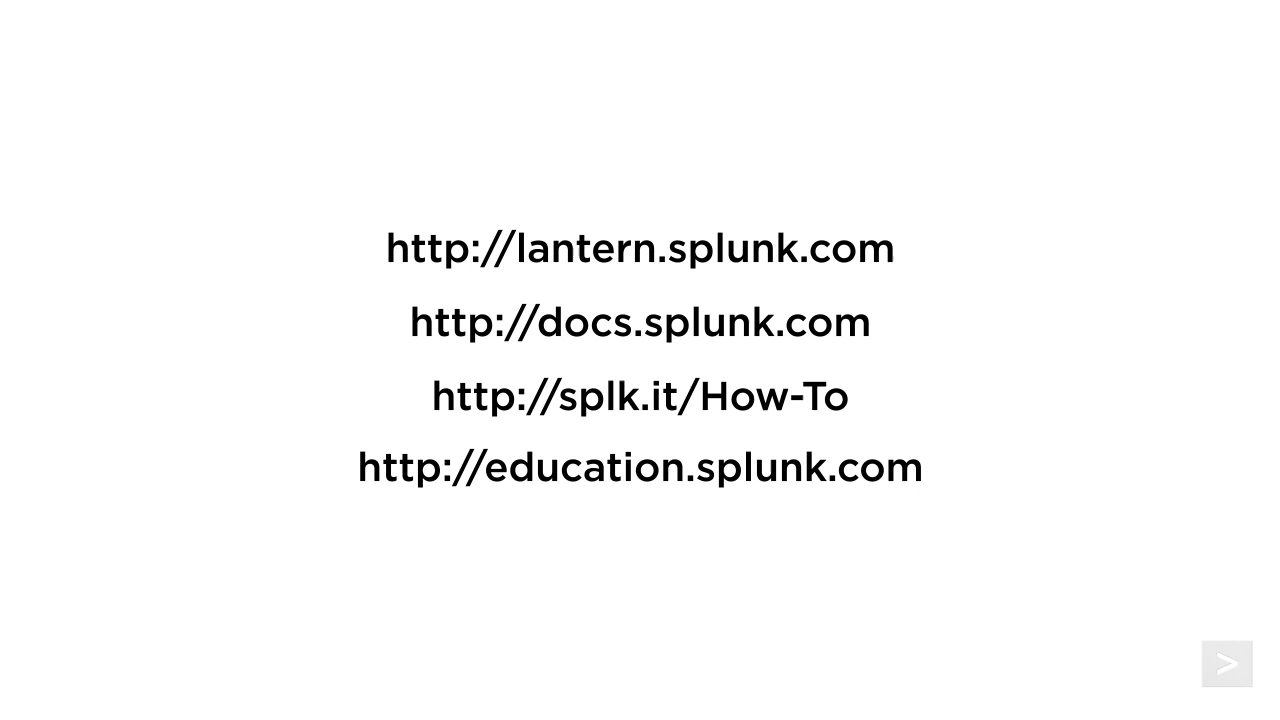 http://lantern.splunk.com
http://docs.splunk.com
http://splk.it/How-To
http://education.splunk.com
>